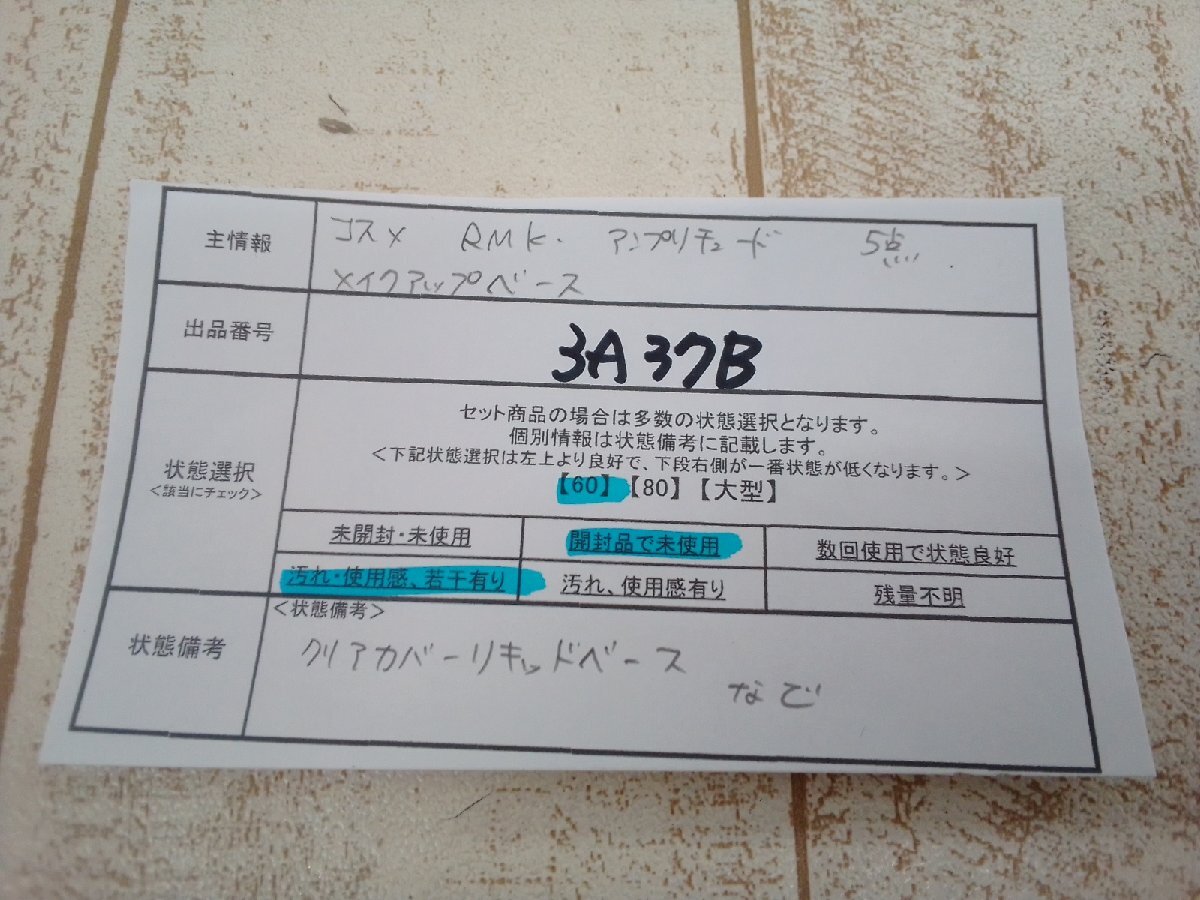 主情報
コスメ RMK. アンプリチュード 5点
メイクアップベース
出品番号
3A37B
状態選択
<該当にチェック>
セット商品の場合は多数の状態選択となります。
個別情報は状態備考に記載します。
<下記状態選択は左上より良好で、下段右側が一番状態が低くなります。>
【60】【80】【大型】
未開封・未使用 開封品で未使用 数回使用で状態良好
汚れ・使用感、若干有り 汚れ、使用感有り 残量不明
状態備考
<状態備考>
クリアカバーリキッドベース
など